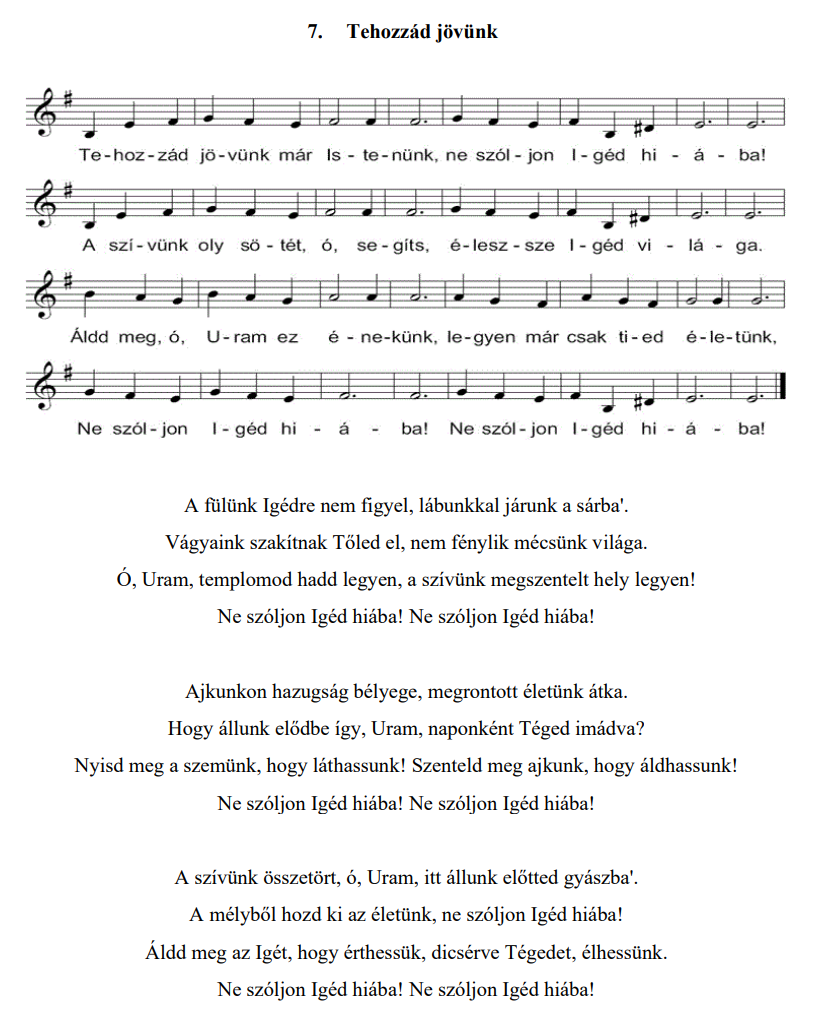 7. Tehozzád jövünk
Te-hoz-zád jö-vünk már Is-te-nünk, ne szól-jon I-géd hi-á-ba!
A szí-vünk oly sö-tét, ó, se-gíts, é-lesz-sze I-géd vi-lá-ga.
Áldd meg, ó, U-ram ez é-ne-künk, le-gyen már csak ti-ed é-le-tünk,
Ne szól-jon I-géd hi-á-ba! Ne szól-jon I-géd hi-á-ba!
A fülünk Igédre nem figyel, lábunkkal járunk a sárba'.
Vágyaink szakítnak Tőled el, nem fénylik mécsünk világa.
Ó, Uram, templomod hadd legyen, a szívünk megszentelt hely legyen!
Ne szóljon Igéd hiába! Ne szóljon Igéd hiába!
Ajkunkon hazugság bélyege, megrontott életünk átka.
Hogy állunk elődbe így, Uram, naponként Téged imádva?
Nyisd meg a szemünk, hogy láthassunk! Szenteld meg ajkunk, hogy áldhassunk!
Ne szóljon Igéd hiába! Ne szóljon Igéd hiába!
A szívünk összetört, ó, Uram, itt állunk előtted gyászba'.
A mélyből hozd ki az életünk, ne szóljon Igéd hiába!
Áldd meg az Igét, hogy érthessük, dicsérve Tégedet, élhessünk.
Ne szóljon Igéd hiába! Ne szóljon Igéd hiába!